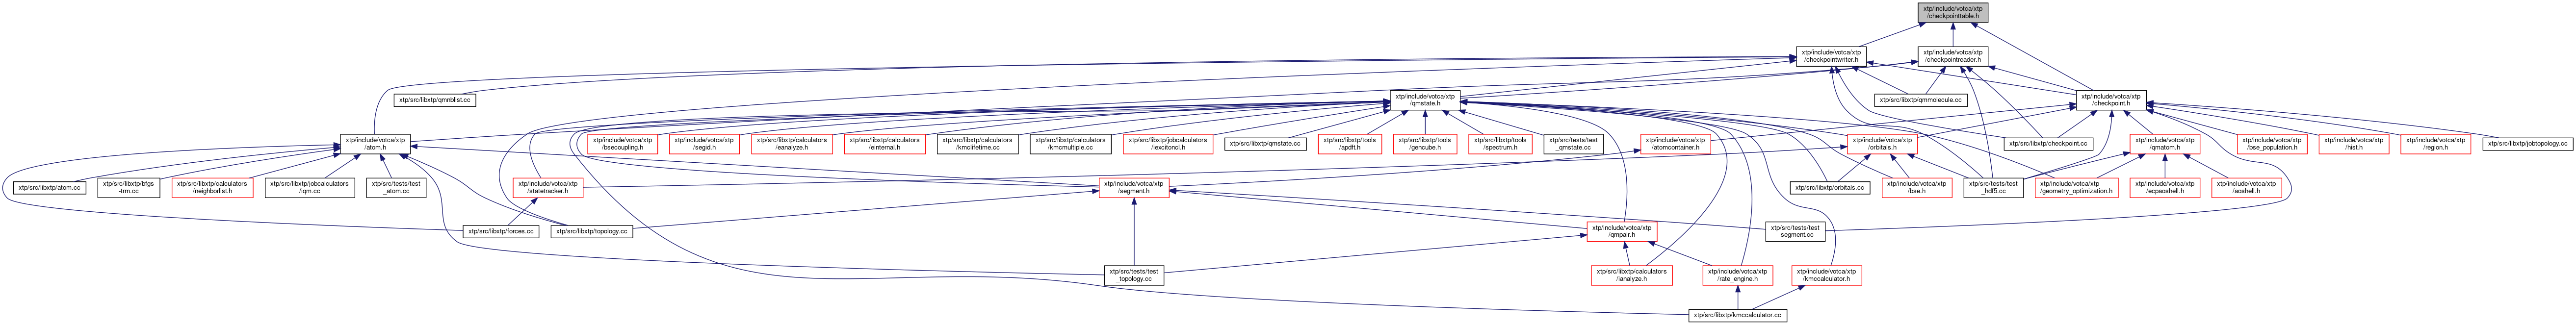 xtp/include/votca/xtp
/checkpointtable.h
xtp/include/votca/xtp
/checkpointwriter.h
xtp/include/votca/xtp
/checkpointreader.h
xtp/src/libxtp/qmnblist.cc
xtp/include/votca/xtp
/qmstate.h
xtp/src/libxtp/qmmolecule.cc
xtp/include/votca/xtp
/checkpoint.h
xtp/include/votca/xtp
/atom.h
xtp/include/votca/xtp
/bsecoupling.h
xtp/include/votca/xtp
/segid.h
xtp/src/libxtp/calculators
/eanalyze.h
xtp/src/libxtp/calculators
/einternal.h
xtp/src/libxtp/calculators
/kmclifetime.cc
xtp/src/libxtp/calculators
/kmcmultiple.cc
xtp/src/libxtp/jobcalculators
/iexcitoncl.h
xtp/src/libxtp/qmstate.cc
xtp/src/libxtp/tools
/apdft.h
xtp/src/libxtp/tools
/gencube.h
xtp/src/libxtp/tools
/spectrum.h
xtp/src/tests/test
_qmstate.cc
xtp/include/votca/xtp
/atomcontainer.h
xtp/include/votca/xtp
/orbitals.h
xtp/src/libxtp/checkpoint.cc
xtp/include/votca/xtp
/qmatom.h
xtp/include/votca/xtp
/bse_population.h
xtp/include/votca/xtp
/hist.h
xtp/include/votca/xtp
/region.h
xtp/src/libxtp/jobtopology.cc
xtp/src/libxtp/atom.cc
xtp/src/libxtp/bfgs
-trm.cc
xtp/src/libxtp/calculators
/neighborlist.h
xtp/src/libxtp/jobcalculators
/iqm.cc
xtp/src/tests/test
_atom.cc
xtp/include/votca/xtp
/statetracker.h
xtp/include/votca/xtp
/segment.h
xtp/src/libxtp/orbitals.cc
xtp/include/votca/xtp
/bse.h
xtp/src/tests/test
_hdf5.cc
xtp/include/votca/xtp
/geometry_optimization.h
xtp/include/votca/xtp
/ecpaoshell.h
xtp/include/votca/xtp
/aoshell.h
xtp/src/libxtp/forces.cc
xtp/src/libxtp/topology.cc
xtp/include/votca/xtp
/qmpair.h
xtp/src/tests/test
_segment.cc
xtp/src/tests/test
_topology.cc
xtp/src/libxtp/calculators
/ianalyze.h
xtp/include/votca/xtp
/rate_engine.h
xtp/include/votca/xtp
/kmccalculator.h
xtp/src/libxtp/kmccalculator.cc